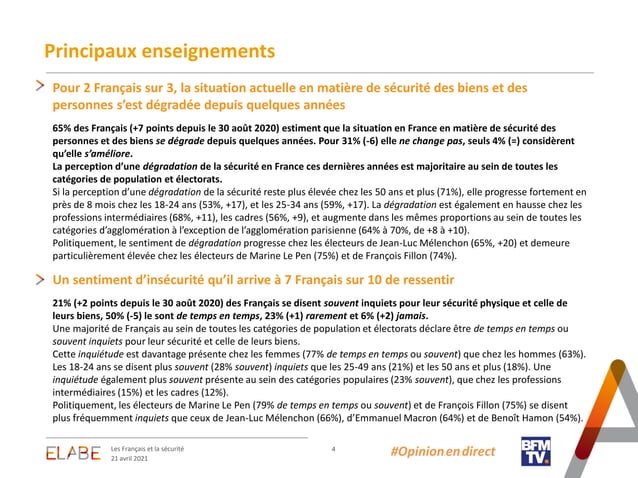 Principaux enseignements
Pour 2 Français sur 3, la situation actuelle en matière de sécurité des biens et des
personnes s’est dégradée depuis quelques années
65% des Français (+7 points depuis le 30 août 2020) estiment que la situation en France en matière de sécurité des
personnes et des biens se dégrade depuis quelques années. Pour 31% (-6) elle ne change pas, seuls 4% (=) considèrent
qu’elle s’améliore.
La perception d’une dégradation de la sécurité en France ces dernières années est majoritaire au sein de toutes les
catégories de population et électorats.
Si la perception d’une dégradation de la sécurité reste plus élevée chez les 50 ans et plus (71%), elle progresse fortement en
près de 8 mois chez les 18-24 ans (53%, +17), et les 25-34 ans (59%, +17). La dégradation est également en hausse chez les
professions intermédiaires (68%, +11), les cadres (56%, +9), et augmente dans les mêmes proportions au sein de toutes les
catégories d’agglomération à l’exception de l’agglomération parisienne (64% à 70%, de +8 à +10).
Politiquement, le sentiment de dégradation progresse chez les électeurs de Jean-Luc Mélenchon (65%, +20) et demeure
particulièrement élevée chez les électeurs de Marine Le Pen (75%) et de François Fillon (74%).
Un sentiment d’insécurité qu’il arrive à 7 Français sur 10 de ressentir
21% (+2 points depuis le 30 août 2020) des Français se disent souvent inquiets pour leur sécurité physique et celle de
leurs biens, 50% (-5) le sont de temps en temps, 23% (+1) rarement et 6% (+2) jamais.
Une majorité de Français au sein de toutes les catégories de population et électorats déclare être de temps en temps ou
souvent inquiets pour leur sécurité et celle de leurs biens.
Cette inquiétude est davantage présente chez les femmes (77% de temps en temps ou souvent) que chez les hommes (63%).
Les 18-24 ans se disent plus souvent (28% souvent) inquiets que les 25-49 ans (21%) et les 50 ans et plus (18%). Une
inquiétude également plus souvent présente au sein des catégories populaires (23% souvent), que chez les professions
intermédiaires (15%) et les cadres (12%).
Politiquement, les électeurs de Marine Le Pen (79% de temps en temps ou souvent) et de François Fillon (75%) se disent
plus fréquemment inquiets que ceux de Jean-Luc Mélenchon (66%), d’Emmanuel Macron (64%) et de Benoît Hamon (54%).
ELABE
Les Français et la sécurité
21 avril 2021
4
#Opinion en direct
BFM
TV.